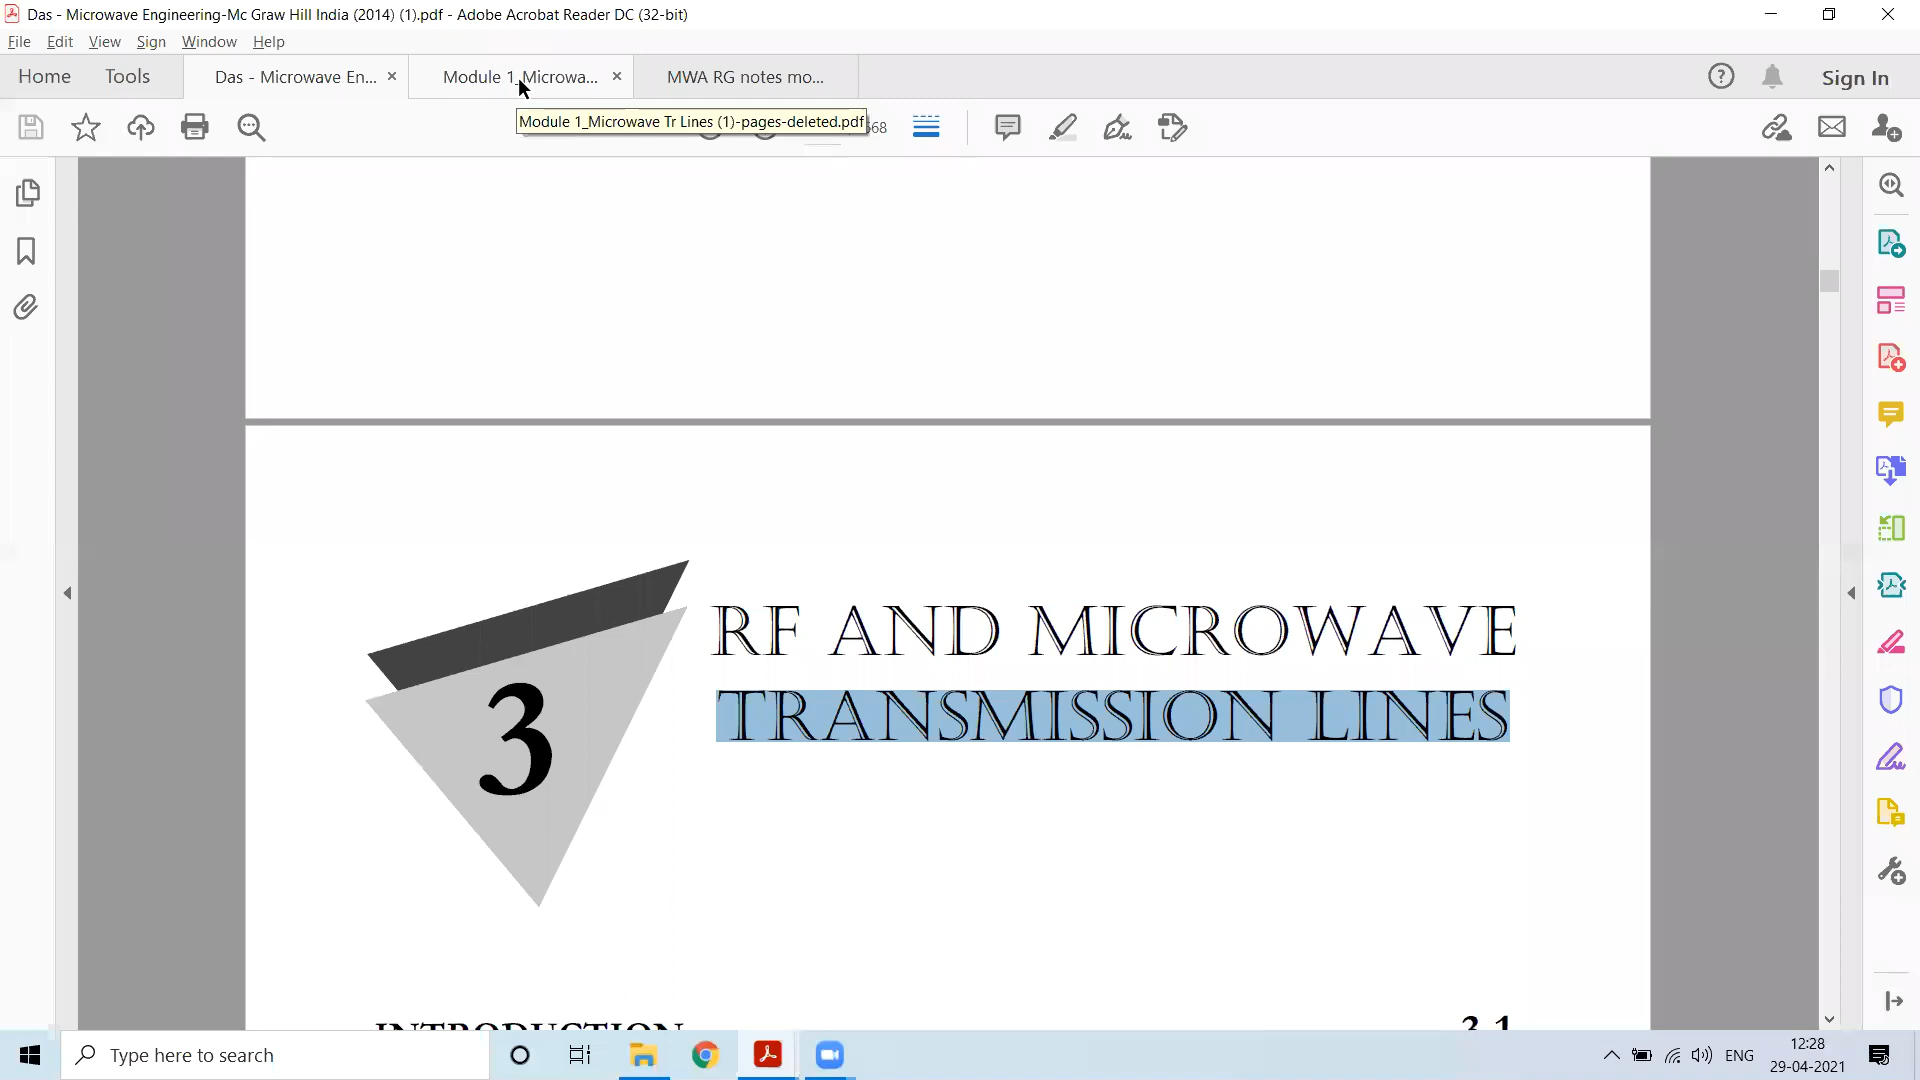 Das - Microwave Engineering-Mc Graw Hill India (2014) (1).pdf - Adobe Acrobat Reader DC (32-bit)
File Edit View Sign Window Help
Home Tools Das - Microwave En... Module 1_Microwa... MWA RG notes mo... Sign In
Module 1_Microwave Tr Lines (1)-pages-deleted.pdf
3
RF AND MICROWAVE
TRANSMISSION LINES
INTRODUCTION 3.1
Type here to search
ENG
12:28
29-04-2021